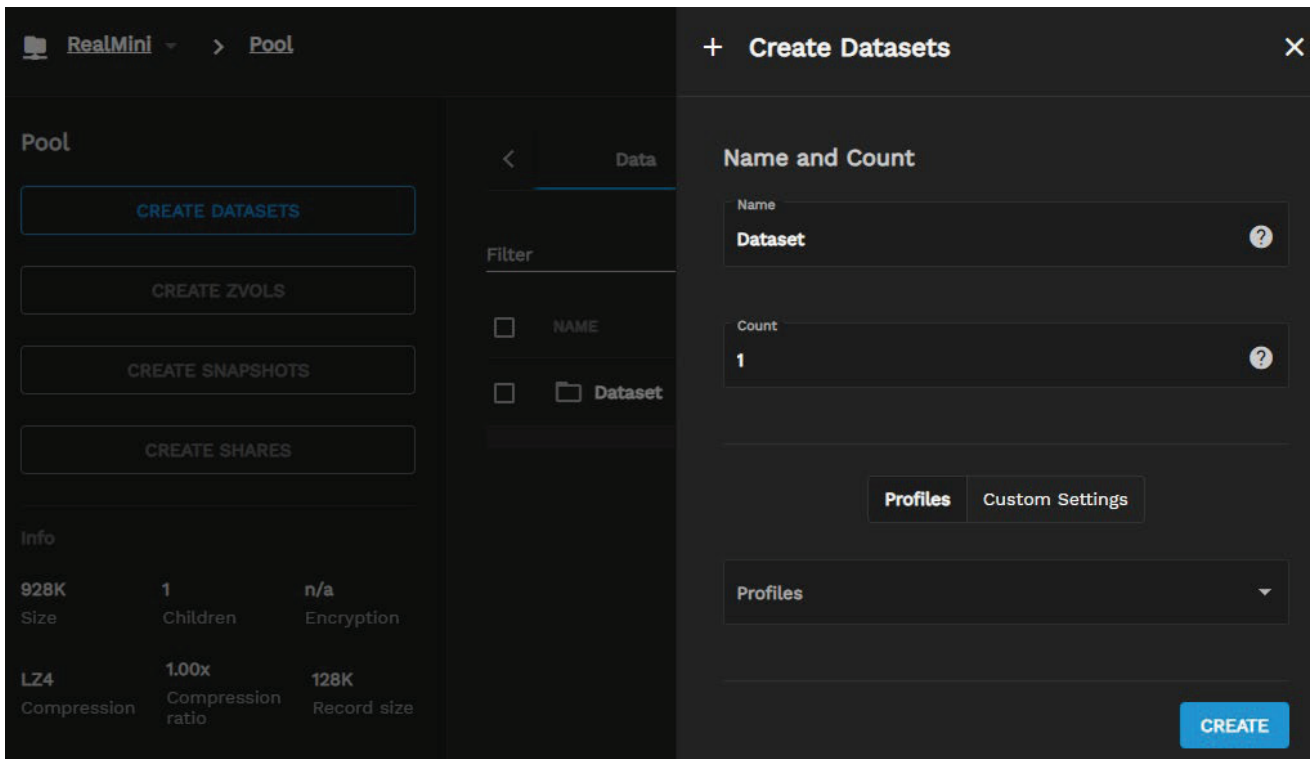 RealMini > Pool
Pool
CREATE DATASETS
CREATE ZVOLS
CREATE SNAPSHOTS
CREATE SHARES
Info
928K 1 n/a
Size Children Encryption
LZ4 1.00x 128K
Compression Compression ratio Record size
Data
Filter
NAME
Dataset
+ Create Datasets ×
Name and Count
Name
Dataset
Count
1
Profiles Custom Settings
Profiles
CREATE